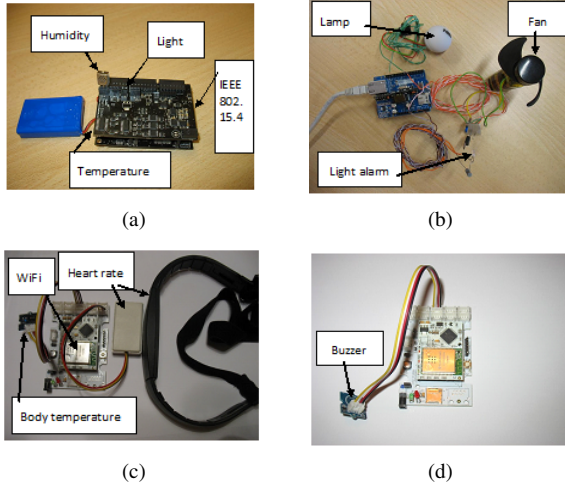 Humidity
Light
IEEE
802.
15.4
Temperature
(a)
Lamp
Fan
Light alarm
(b)
WiFi
Heart rate
Body temperature
(c)
Buzzer
(d)